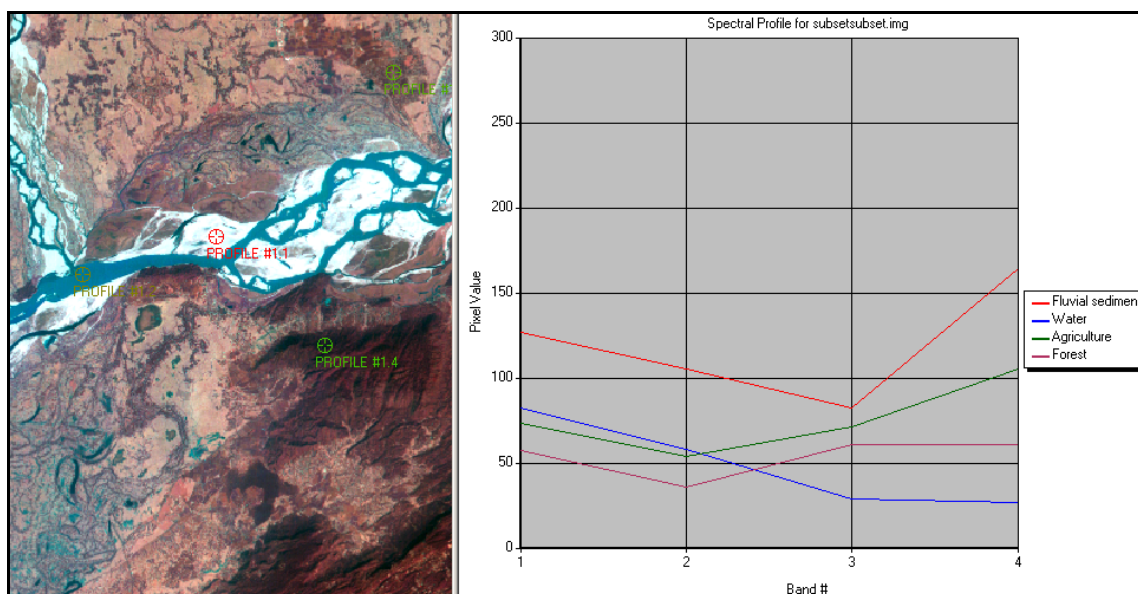 PROFILE #
PROFILE #1.1
PROFILE #1.4
Spectral Profile for subsetsubset.img
Pixel Value
300
250
200
150
100
50
0
1
2
3
4
Band #
Fluvial sedimen
Water
Agriculture
Forest